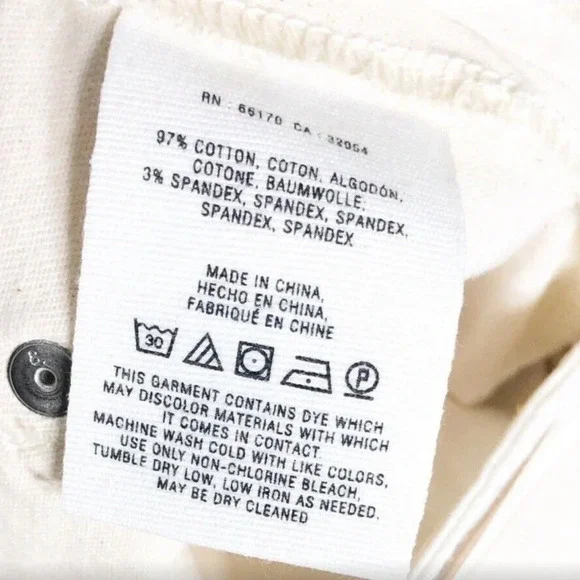 RN : 66170 CA : 32054
97% COTTON, COTON, ALGODÓN,
COTONE, BAUMWOLLE;
3% SPANDEX, SPANDEX, SPANDEX,
SPANDEX, SPANDEX
MADE IN CHINA,
HECHO EN CHINA,
FABRIQUÉ EN CHINE
30 P
THIS GARMENT CONTAINS DYE WHICH
MAY DISCOLOR MATERIALS WITH WHICH
IT COMES IN CONTACT.
MACHINE WASH COLD WITH LIKE COLORS,
USE ONLY NON-CHLORINE BLEACH,
TUMBLE DRY LOW, LOW IRON AS NEEDED.
MAY BE DRY CLEANED